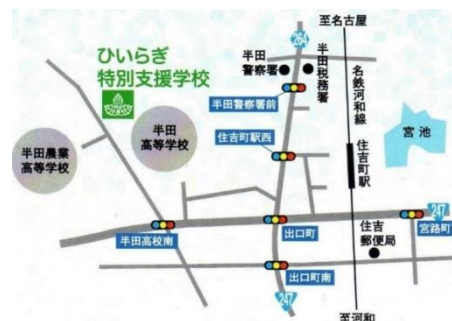 至名古屋
264
ひいらぎ
特別支援学校
半田
警察署
半田税務署
名鉄河和線
半田警察署前
宮池
半田
高等学校
半田農業
高等学校
住吉町駅西
住吉町駅
247
半田高校南
出口町
住吉
郵便局
宮路町
出口町南
247
至河和